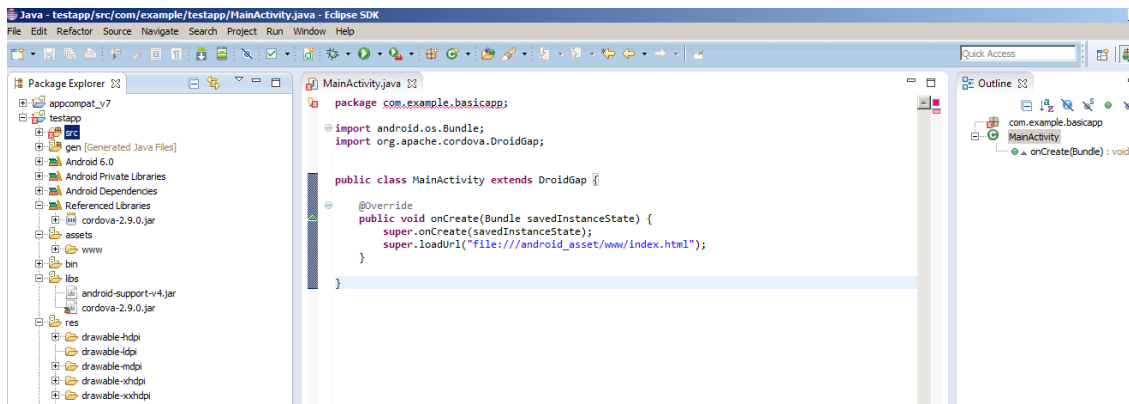 Java - testapp/src/com/example/testapp/MainActivity.java - Eclipse SDK
File Edit Refactor Source Navigate Search Project Run Window Help
Quick Access
Package Explorer
appcompat_v7
testapp
src
gen [Generated Java Files]
Android 6.0
Android Private Libraries
Android Dependencies
Referenced Libraries
cordova-2.9.0.jar
assets
www
bin
libs
android-support-v4.jar
cordova-2.9.0.jar
res
drawable-hdpi
drawable-ldpi
drawable-mdpi
drawable-xhdpi
drawable-xxhdpi
MainActivity.java
package com.example.basicapp;
import android.os.Bundle;
import org.apache.cordova.DroidGap;
public class MainActivity extends DroidGap {
@Override
public void onCreate(Bundle savedInstanceState) {
super.onCreate(savedInstanceState);
super.loadUrl("file:///android_asset/www/index.html");
}
}
Outline
com.example.basicapp
MainActivity
onCreate(Bundle) : void